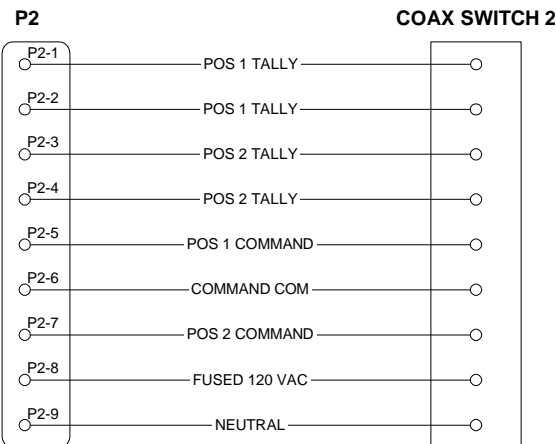 P2 COAX SWITCH 2
P2-1 POS 1 TALLY
P2-2 POS 1 TALLY
P2-3 POS 2 TALLY
P2-4 POS 2 TALLY
P2-5 POS 1 COMMAND
P2-6 COMMAND COM
P2-7 POS 2 COMMAND
P2-8 FUSED 120 VAC
P2-9 NEUTRAL